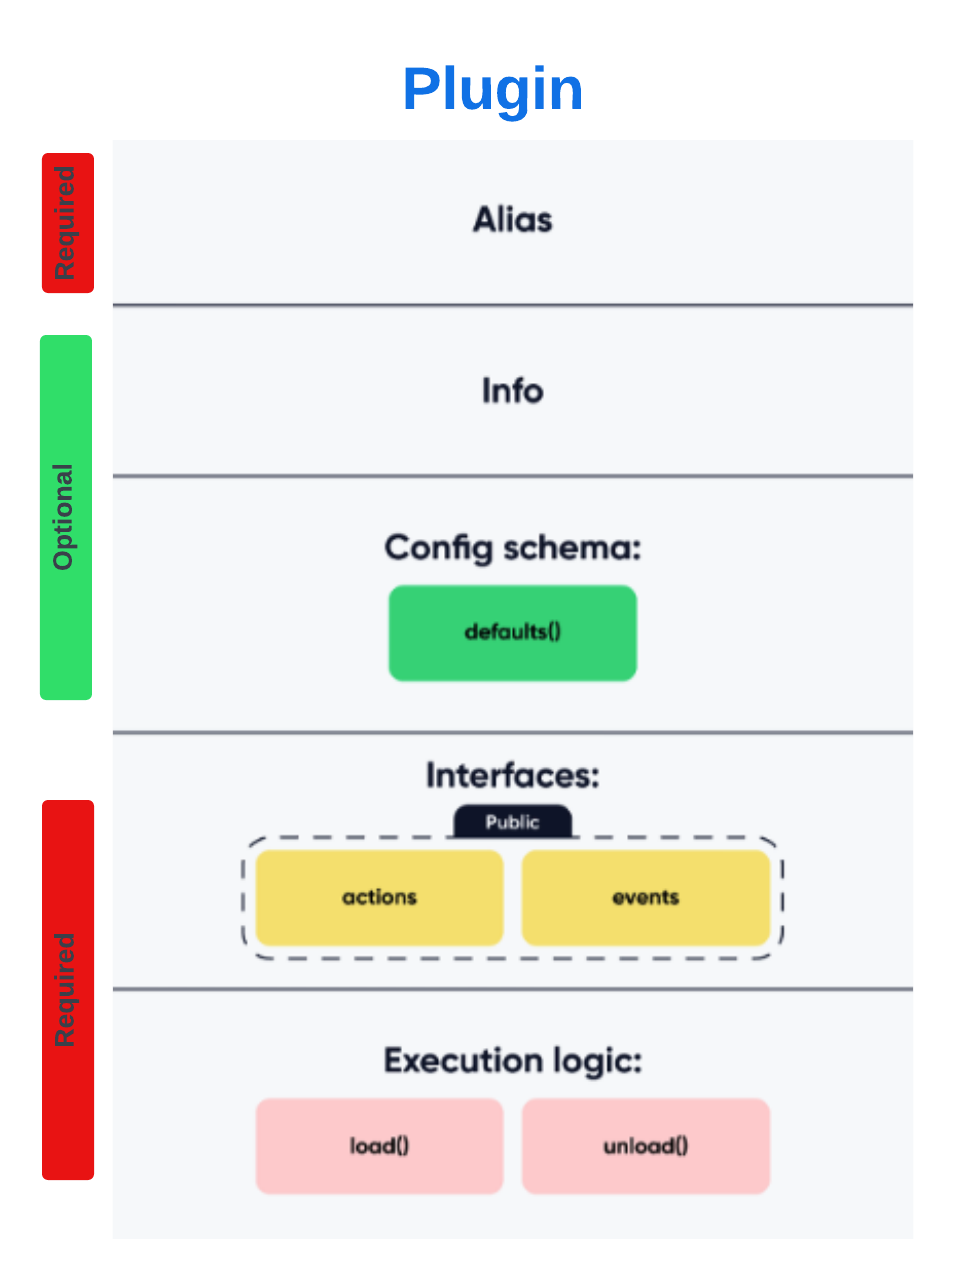 Plugin
Required
Alias
Optional
Info
Config schema:
defaults()
Required
Interfaces:
Public
actions events
Execution logic:
load() unload()